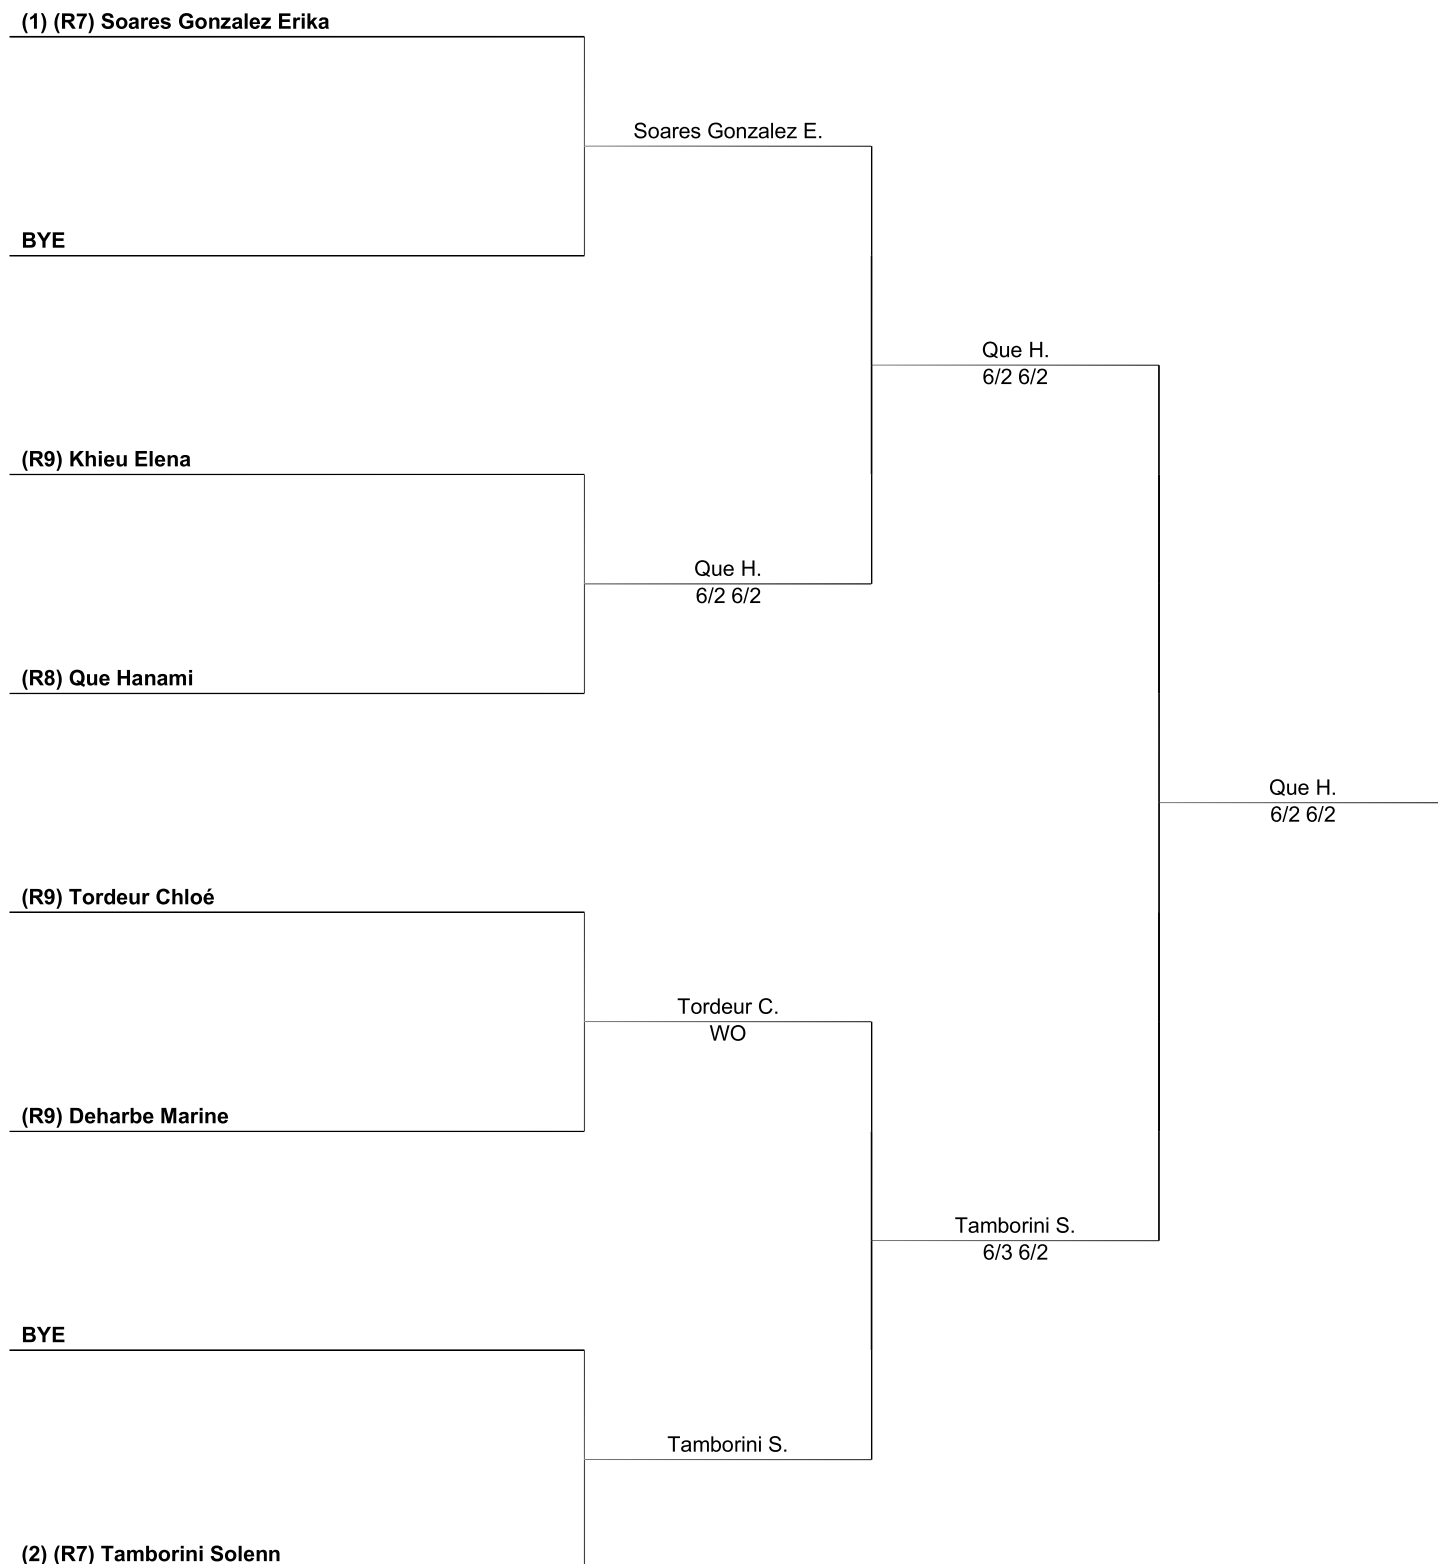 (1) (R7) Soares Gonzalez Erika
Soares Gonzalez E.
BYE
Que H.
6/2 6/2
(R9) Khieu Elena
Que H.
6/2 6/2
(R8) Que Hanami
Que H.
6/2 6/2
(R9) Tordeur Chloé
Tordeur C.
WO
(R9) Deharbe Marine
Tamborini S.
6/3 6/2
BYE
Tamborini S.
(2) (R7) Tamborini Solenn